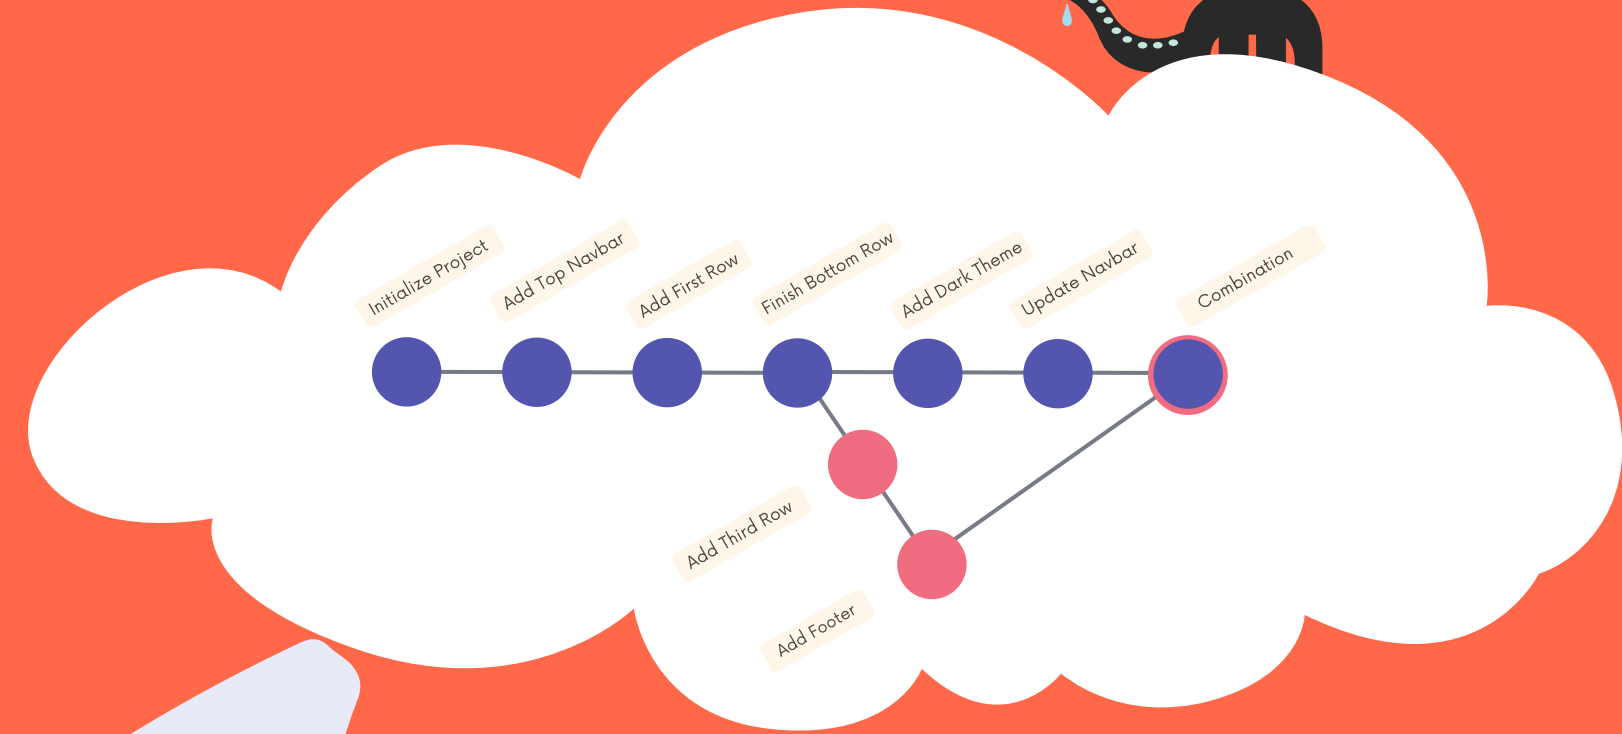 Initialize Project
Add Top Navbar
Add First Row
Finish Bottom Row
Add Dark Theme
Update Navbar
Combination
Add Third Row
Add Footer